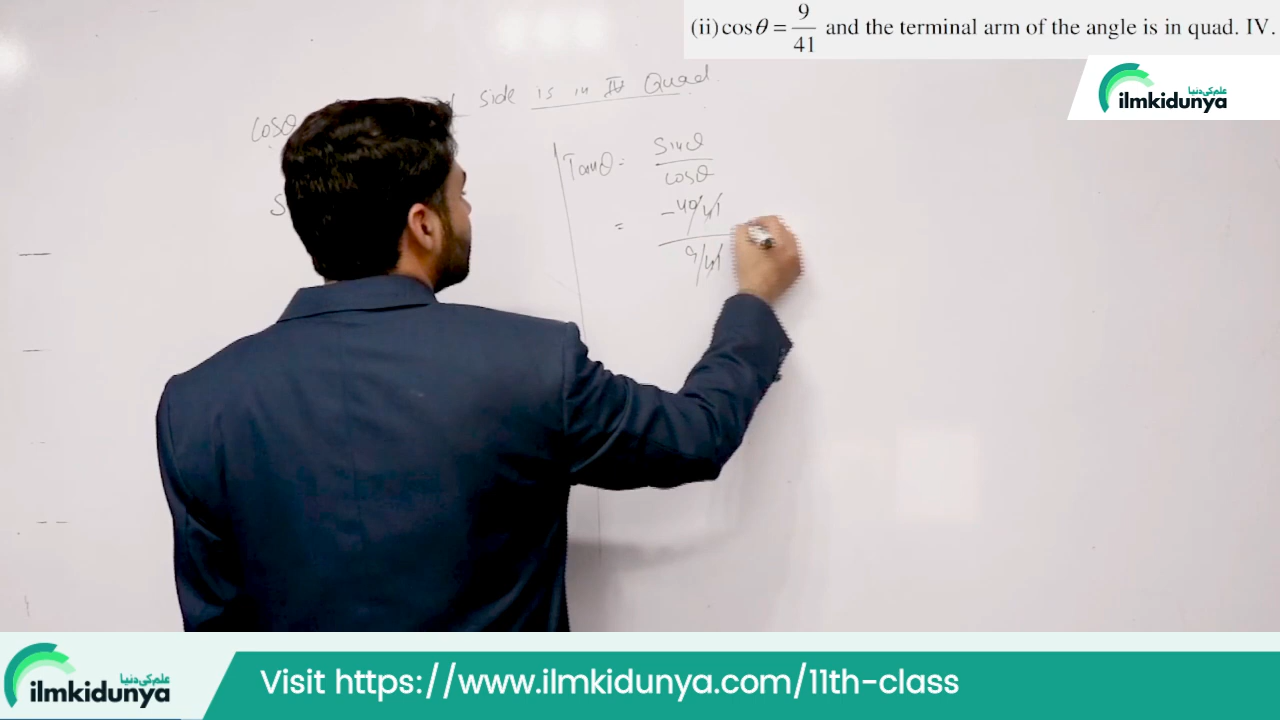 (ii) cosθ = 9/41 and the terminal arm of the angle is in quad. IV.
علم کی دنیا
ilmkidunya
side is in IV Quad.
cosθ
S
Tanθ = Sinθ/cosθ
= -40/41 / 9/41
علم کی دنیا
ilmkidunya
Visit https://www.ilmkidunya.com/11th-class